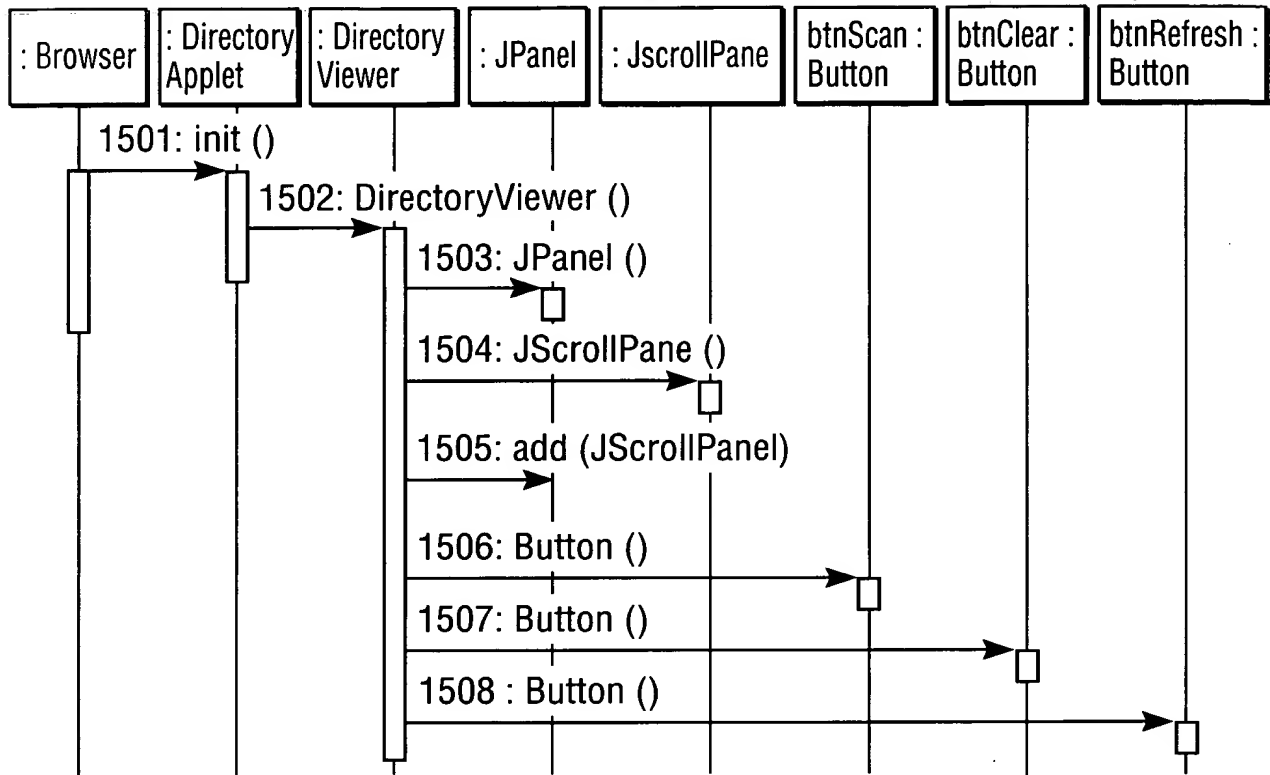 : Browser
: Directory
Applet
: Directory
Viewer
: JPanel
: JscrollPane
btnScan :
Button
btnClear :
Button
btnRefresh :
Button
1501: init ()
1502: DirectoryViewer ()
1503: JPanel ()
1504: JScrollPane ()
1505: add (JScrollPanel)
1506: Button ()
1507: Button ()
1508 : Button ()